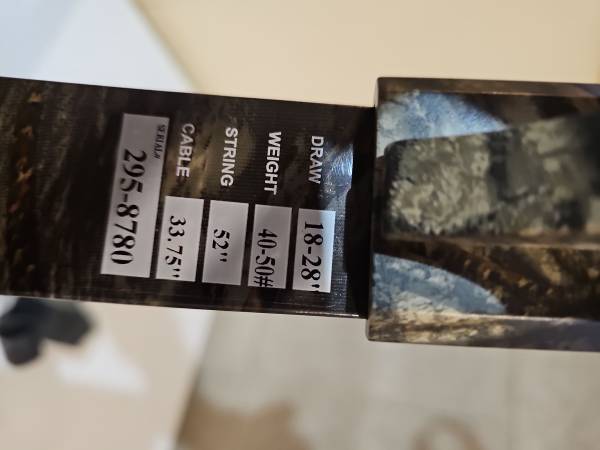 DRAW 18-28"
WEIGHT 40-50#
STRING 52"
CABLE 33.75"
SERIAL#
295-8780